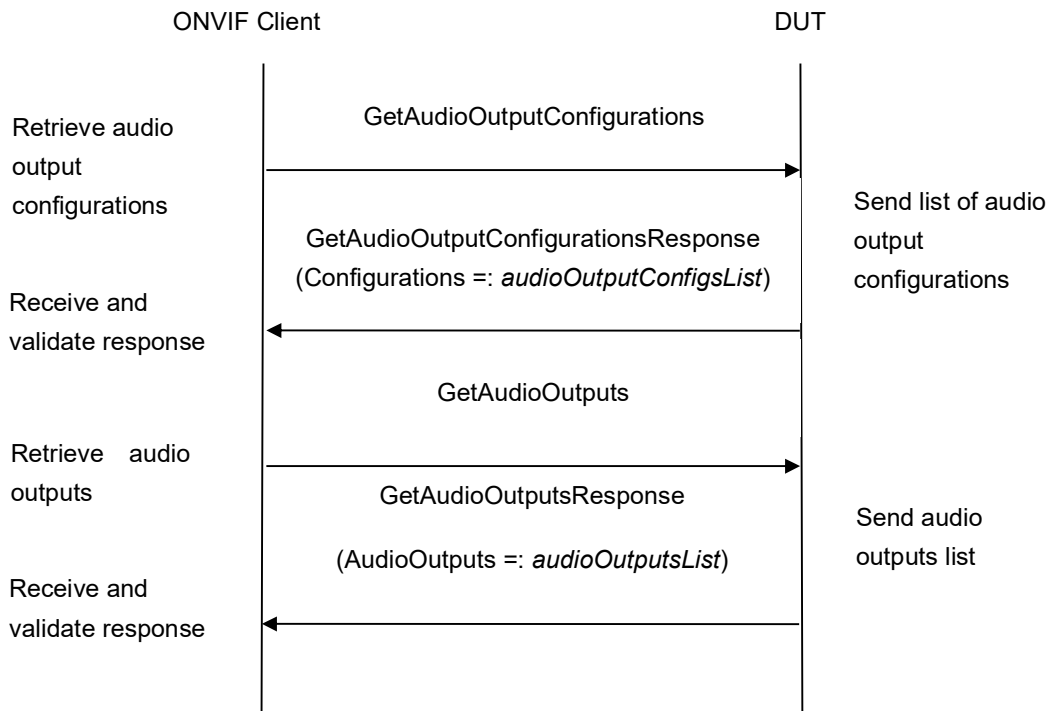 ONVIF Client
DUT
GetAudioOutputConfigurations
Retrieve audio
output
configurations
Send list of audio
output
configurations
GetAudioOutputConfigurationsResponse
(Configurations =: audioOutputConfigsList)
Receive and
validate response
GetAudioOutputs
Retrieve audio
outputs
GetAudioOutputsResponse
(AudioOutputs =: audioOutputsList)
Send audio
outputs list
Receive and
validate response